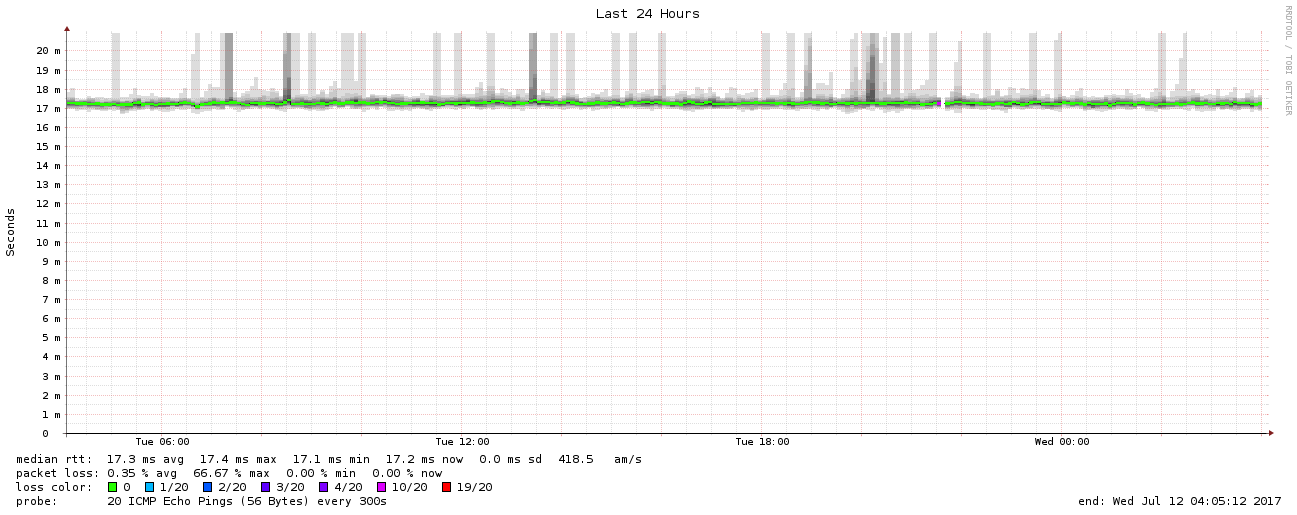 Last 24 Hours
RRDTOOL / TOBI OETIKER
20 m
19 m
18 m
17 m
16 m
15 m
14 m
13 m
12 m
11 m
10 m
9 m
8 m
7 m
6 m
5 m
4 m
3 m
2 m
1 m
0
Seconds
Tue 06:00 Tue 12:00 Tue 18:00 Wed 00:00
median rtt: 17.3 ms avg 17.4 ms max 17.1 ms min 17.2 ms now 0.0 ms sd 418.5 am/s
packet loss: 0.35 % avg 66.67 % max 0.00 % min 0.00 % now
loss color: 0 1/20 2/20 3/20 4/20 10/20 19/20
probe: 20 ICMP Echo Pings (56 Bytes) every 300s end: Wed Jul 12 04:05:12 2017